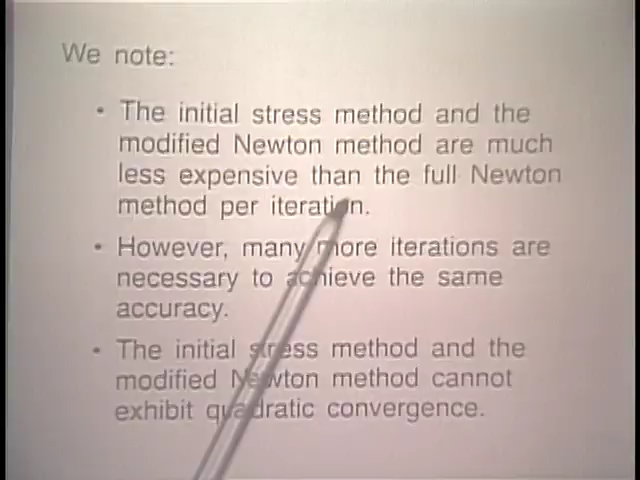 We note:
• The initial stress method and the
modified Newton method are much
less expensive than the full Newton
method per iteration.
• However, many more iterations are
necessary to achieve the same
accuracy.
• The initial stress method and the
modified Newton method cannot
exhibit quadratic convergence.